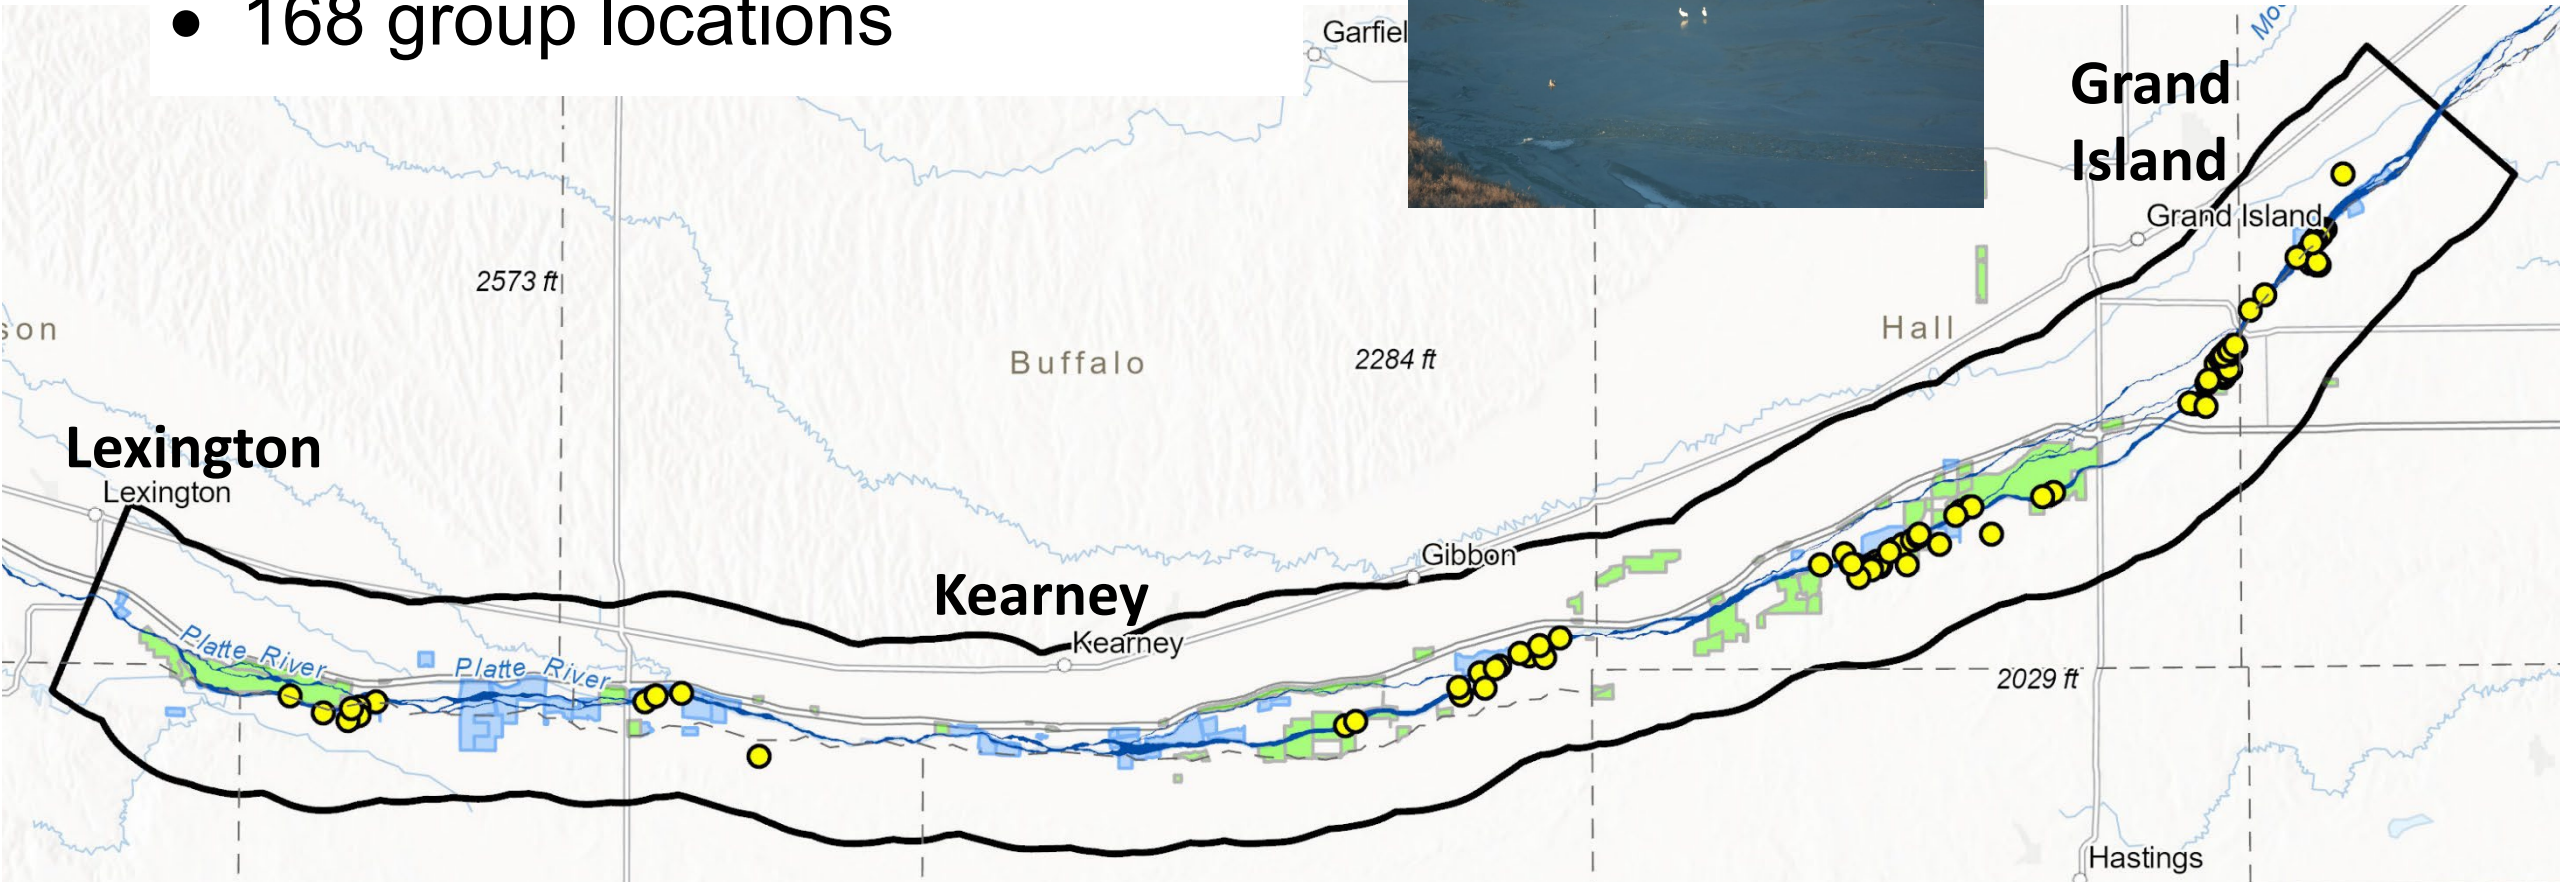 • 168 group locations
Garfiel
Moo
Grand
Island
Grand Island
2573 ft
son
Hall
Buffalo
2284 ft
Lexington
Lexington
Gibbon
Kearney
Kearney
Platte River
Platte River
2029 ft
Hastings